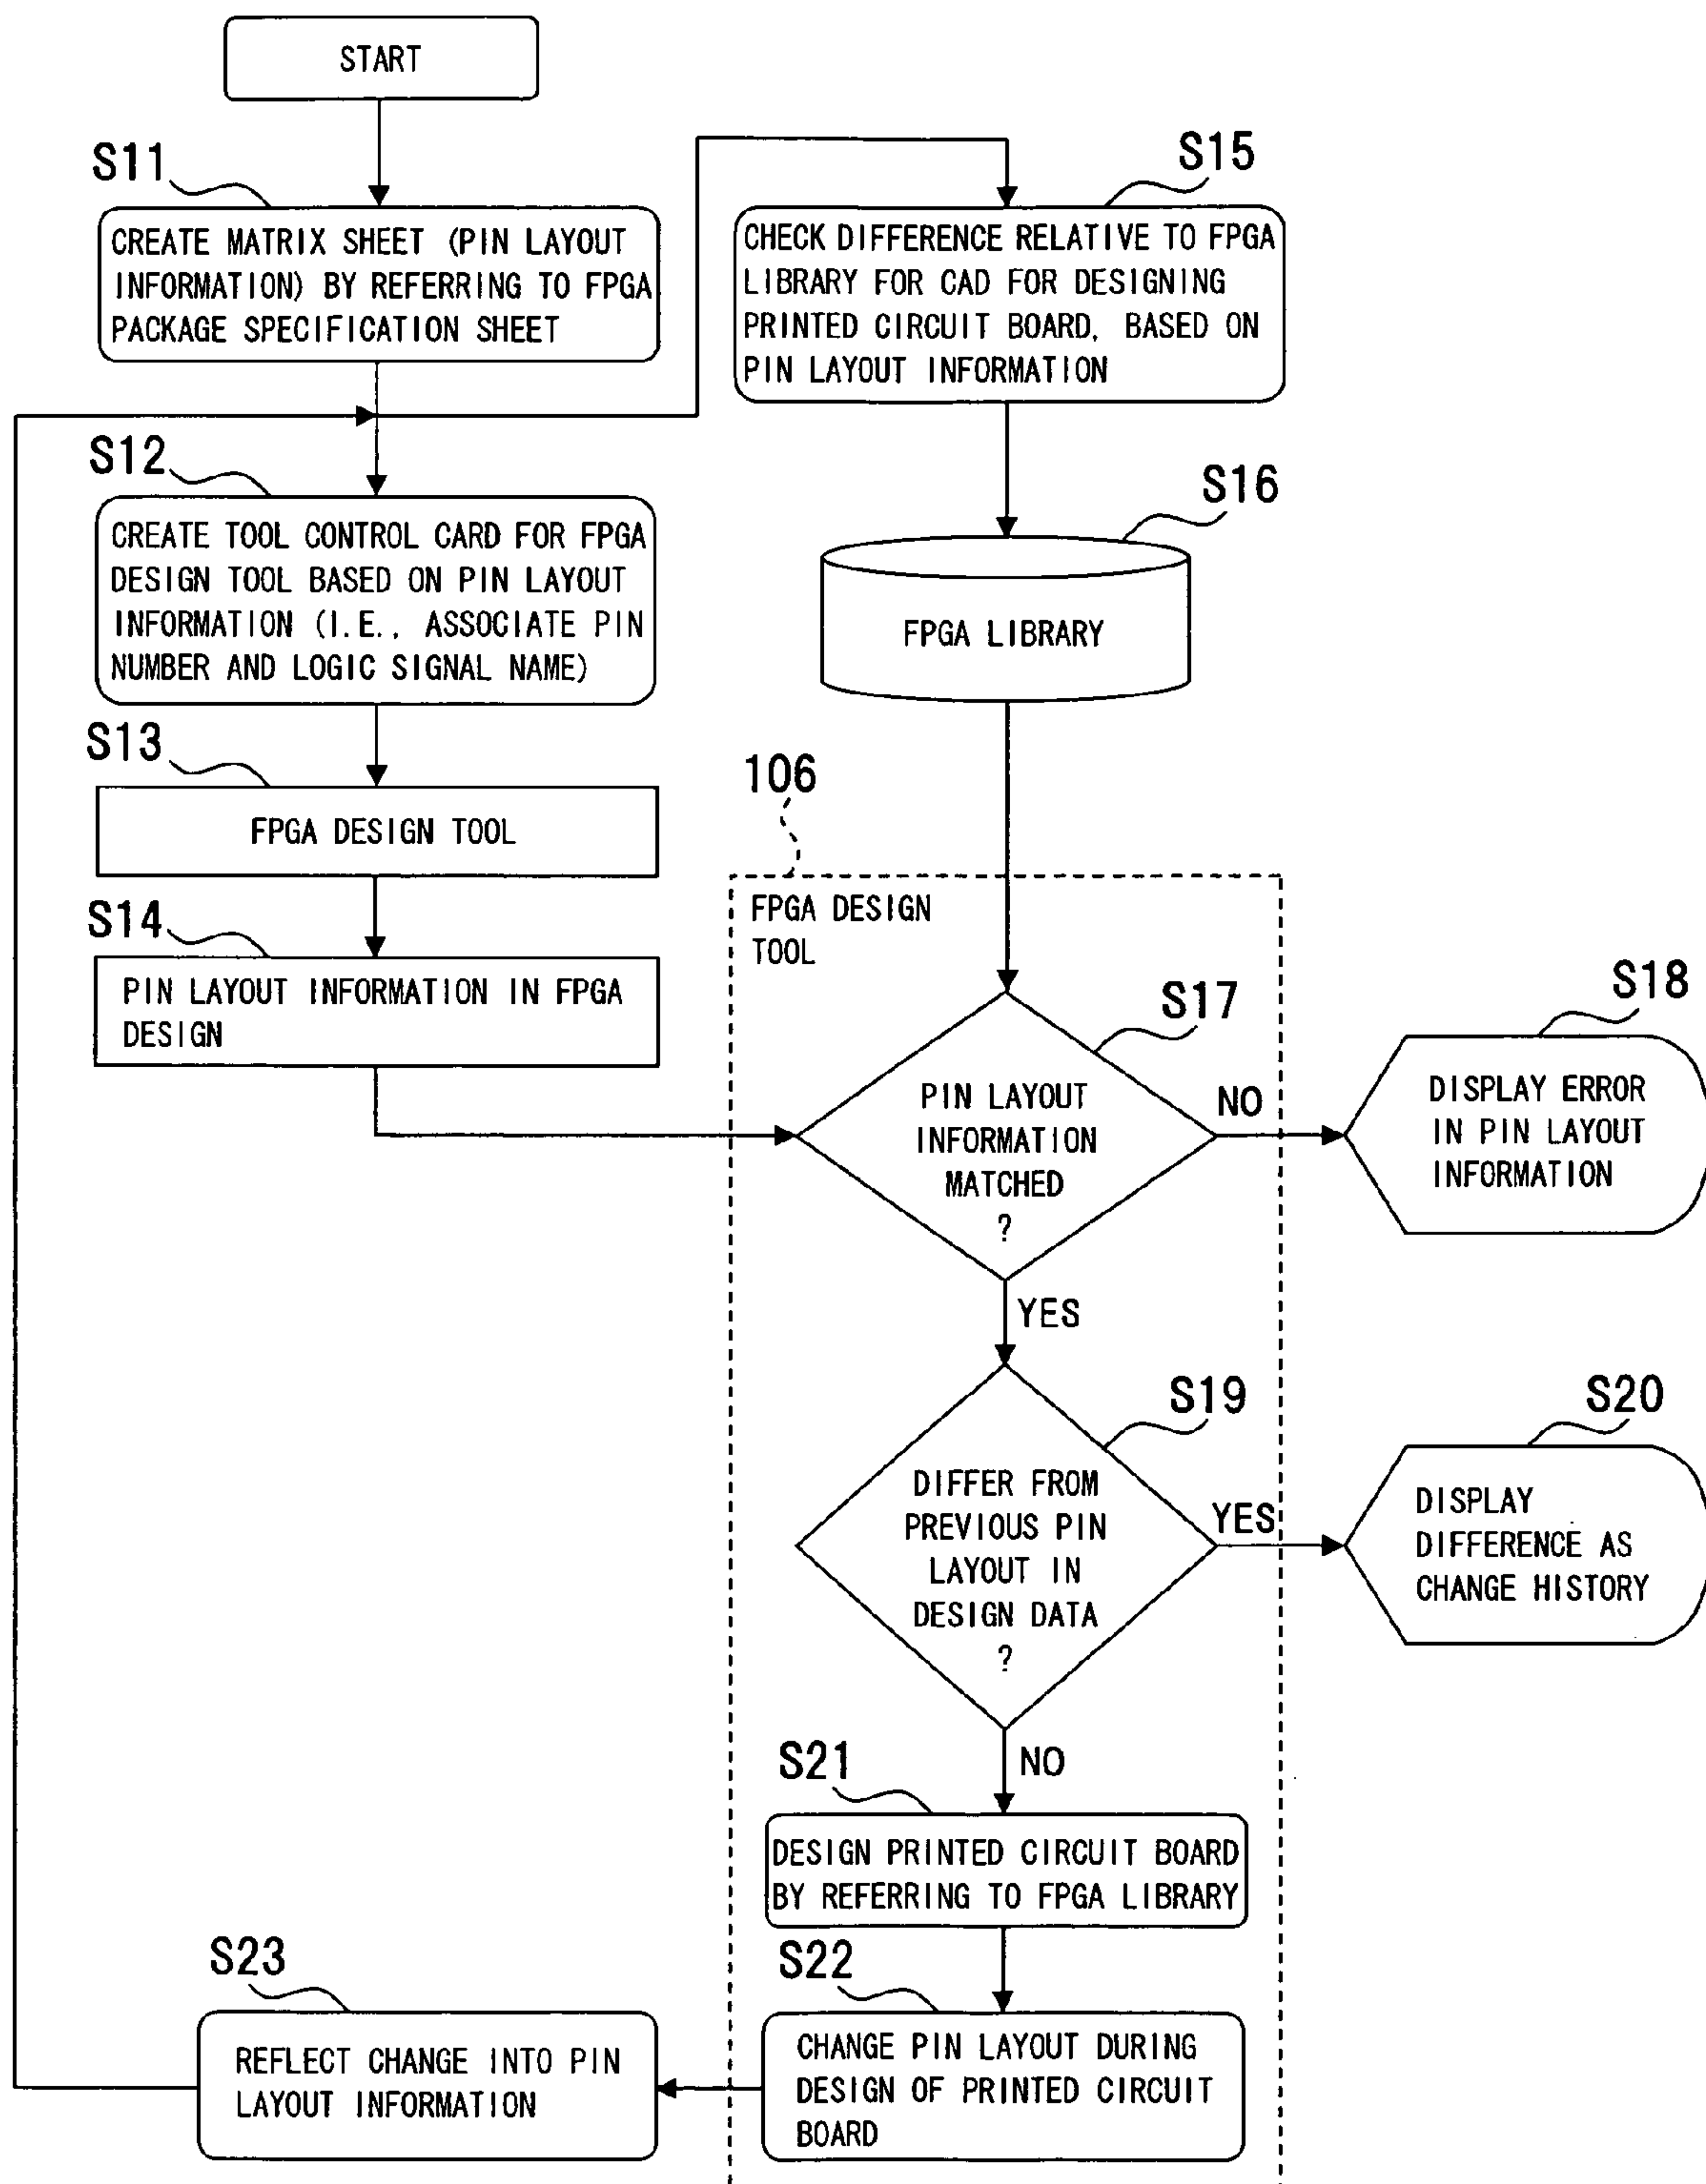 START
S11
CREATE MATRIX SHEET (PIN LAYOUT
INFORMATION) BY REFERRING TO FPGA
PACKAGE SPECIFICATION SHEET
S12
CREATE TOOL CONTROL CARD FOR FPGA
DESIGN TOOL BASED ON PIN LAYOUT
INFORMATION (I.E., ASSOCIATE PIN
NUMBER AND LOGIC SIGNAL NAME)
S13
FPGA DESIGN TOOL
S14
PIN LAYOUT INFORMATION IN FPGA
DESIGN
S15
CHECK DIFFERENCE RELATIVE TO FPGA
LIBRARY FOR CAD FOR DESIGNING
PRINTED CIRCUIT BOARD, BASED ON
PIN LAYOUT INFORMATION
S16
FPGA LIBRARY
106
FPGA DESIGN
TOOL
S17
PIN LAYOUT
INFORMATION
MATCHED
?
NO
S18
DISPLAY ERROR
IN PIN LAYOUT
INFORMATION
YES
S19
DIFFER FROM
PREVIOUS PIN
LAYOUT IN
DESIGN DATA
?
YES
S20
DISPLAY
DIFFERENCE AS
CHANGE HISTORY
NO
S21
DESIGN PRINTED CIRCUIT BOARD
BY REFERRING TO FPGA LIBRARY
S22
CHANGE PIN LAYOUT DURING
DESIGN OF PRINTED CIRCUIT
BOARD
S23
REFLECT CHANGE INTO PIN
LAYOUT INFORMATION